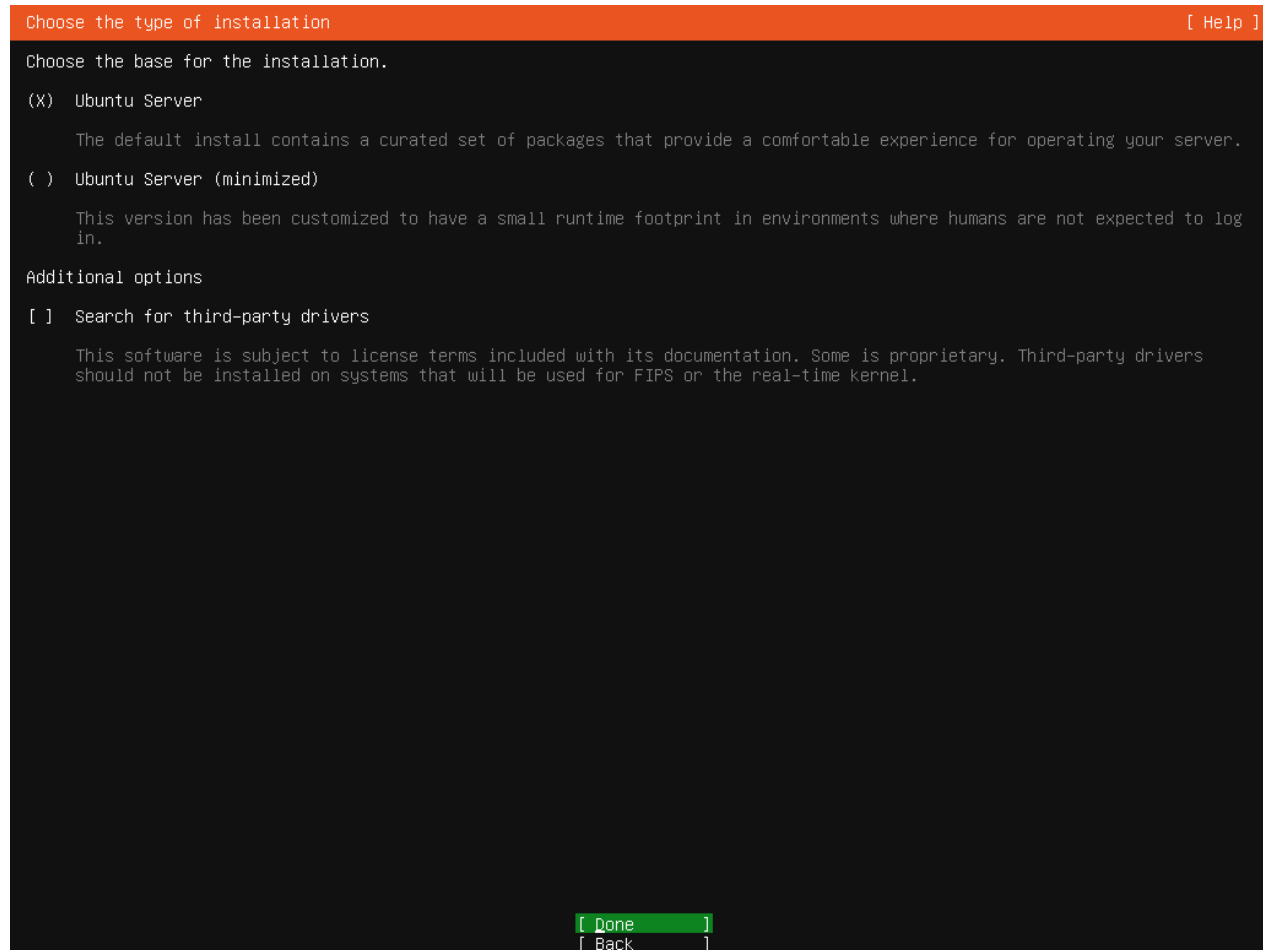 Choose the type of installation [ Help ]
Choose the base for the installation.
(X) Ubuntu Server
The default install contains a curated set of packages that provide a comfortable experience for operating your server.
( ) Ubuntu Server (minimized)
This version has been customized to have a small runtime footprint in environments where humans are not expected to log
in.
Additional options
[ ] Search for third-party drivers
This software is subject to license terms included with its documentation. Some is proprietary. Third-party drivers
should not be installed on systems that will be used for FIPS or the real-time kernel.
[ Done ]
[ Back ]